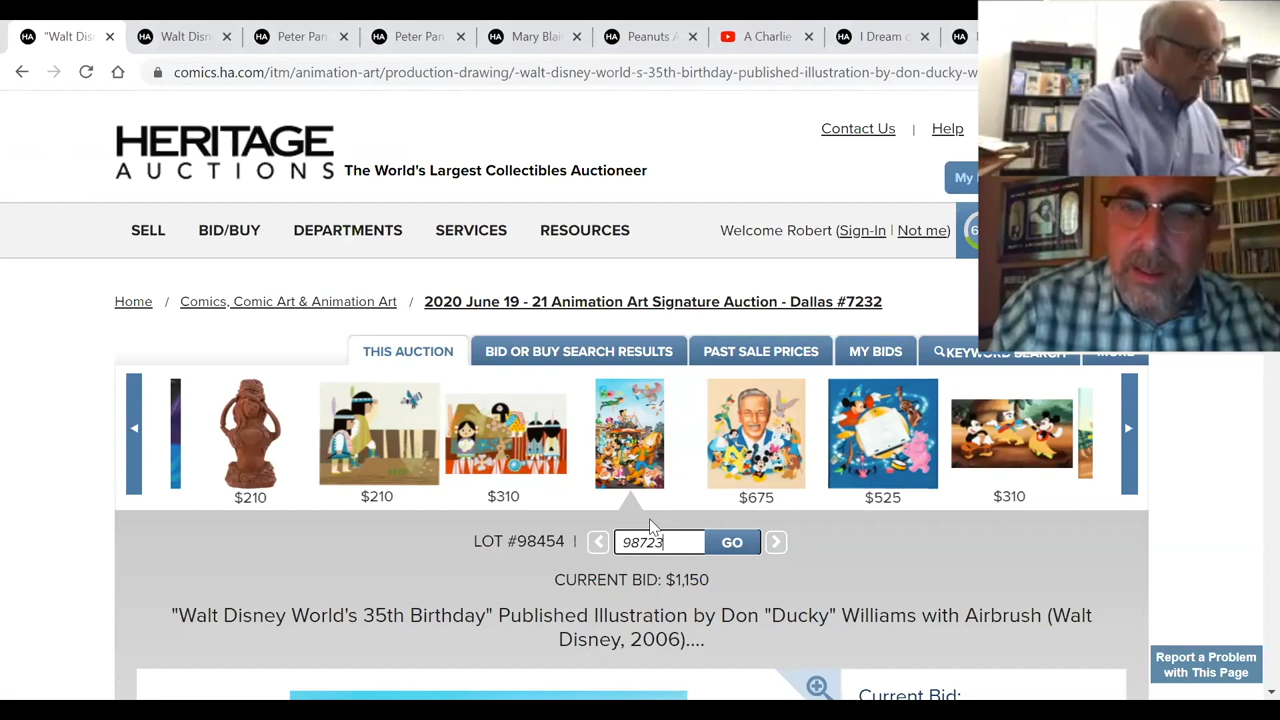 "Walt Dis
Walt Disn
Peter Pan
Peter Pan
Mary Blai
Peanuts A
A Charlie
I Dream o
comics.ha.com/itm/animation-art/production-drawing/-walt-disney-world-s-35th-birthday-published-illustration-by-don-ducky-w
HERITAGE
AUCTIONS
The World's Largest Collectibles Auctioneer
Contact Us | Help
My
SELL BID/BUY DEPARTMENTS SERVICES RESOURCES
Welcome Robert (Sign-In | Not me)
Home / Comics, Comic Art & Animation Art / 2020 June 19 - 21 Animation Art Signature Auction - Dallas #7232
THIS AUCTION BID OR BUY SEARCH RESULTS PAST SALE PRICES MY BIDS KEYWORD SEARCH MORE
$210 $210 $310 $675 $525 $310
LOT #98454 | 98723 GO
CURRENT BID: $1,150
"Walt Disney World's 35th Birthday" Published Illustration by Don "Ducky" Williams with Airbrush (Walt
Disney, 2006)....
Current Bid:
Report a Problem
with This Page